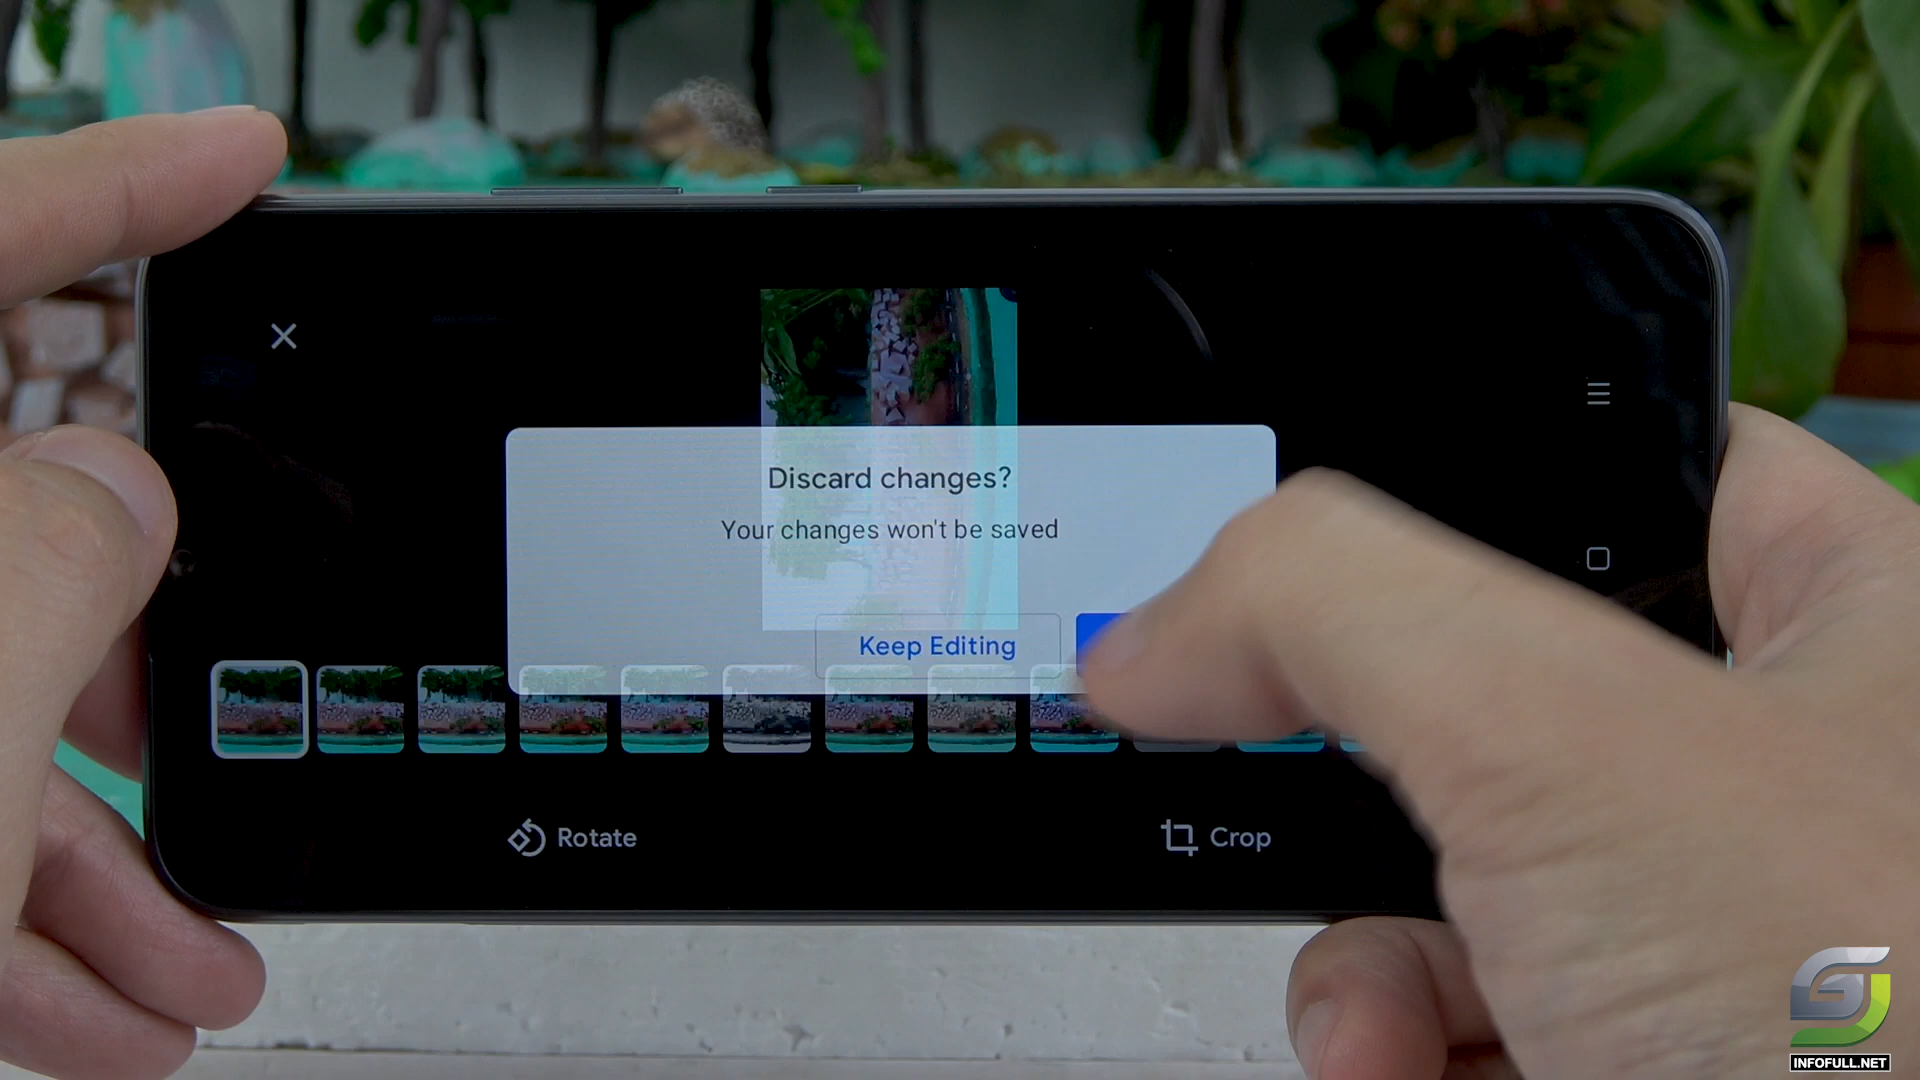 Discard changes?
Your changes won't be saved
Keep Editing
Rotate
Crop
INFOFULL.NET